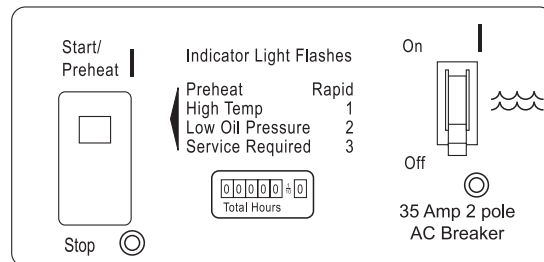 Start/
Preheat
Stop
Indicator Light Flashes
Preheat Rapid
High Temp 1
Low Oil Pressure 2
Service Required 3
0 0 0 0 0 1/10 0
Total Hours
On
Off
35 Amp 2 pole
AC Breaker